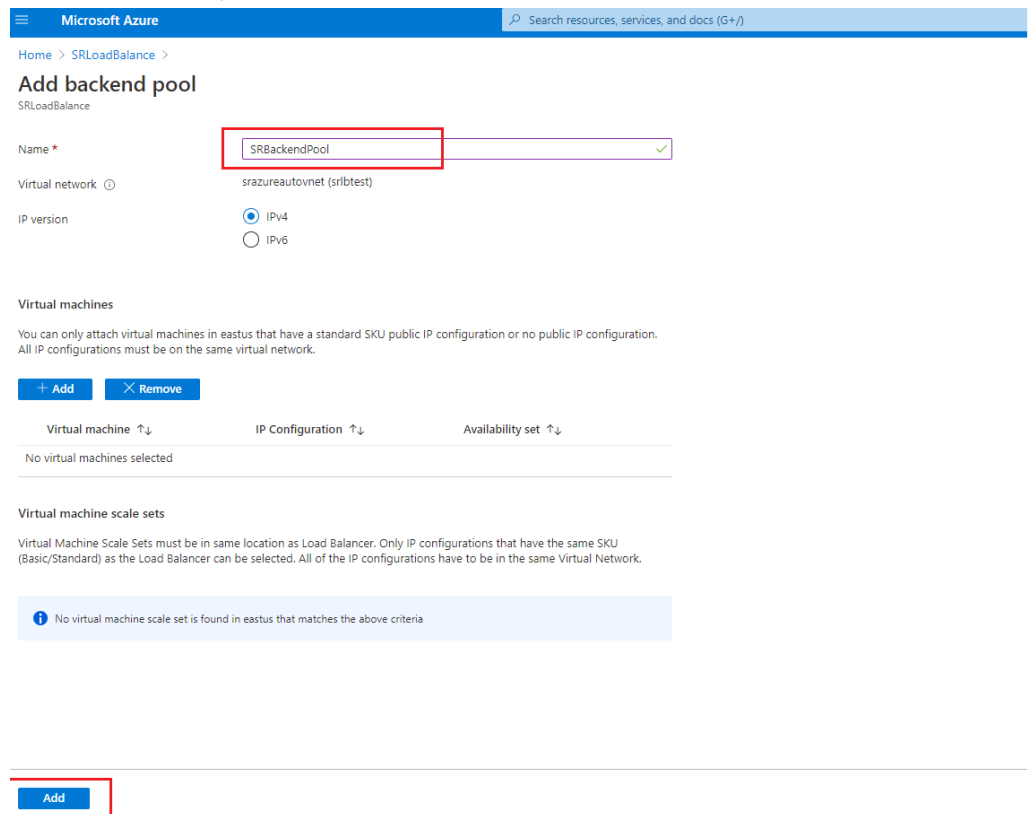 Microsoft Azure
Search resources, services, and docs (G+/)
Home > SRLoadBalance >
Add backend pool
SRLoadBalance
Name *
SRBackendPool
Virtual network
srazureautovnet (srlbtest)
IP version
IPv4
IPv6
Virtual machines
You can only attach virtual machines in eastus that have a standard SKU public IP configuration or no public IP configuration.
All IP configurations must be on the same virtual network.
+ Add
× Remove
Virtual machine ↑↓ IP Configuration ↑↓ Availability set ↑↓
No virtual machines selected
Virtual machine scale sets
Virtual Machine Scale Sets must be in same location as Load Balancer. Only IP configurations that have the same SKU
(Basic/Standard) as the Load Balancer can be selected. All of the IP configurations have to be in the same Virtual Network.
No virtual machine scale set is found in eastus that matches the above criteria
Add